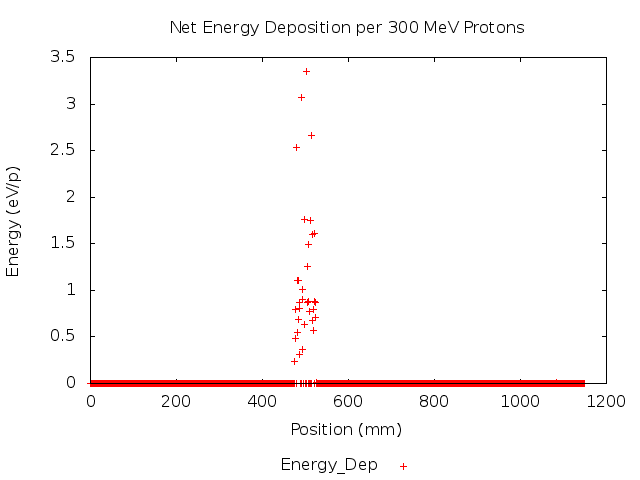 Net Energy Deposition per 300 MeV Protons
3.5
3
2.5
2
1.5
1
0.5
0
Energy (eV/p)
0 200 400 600 800 1000 1200
Position (mm)
Energy_Dep